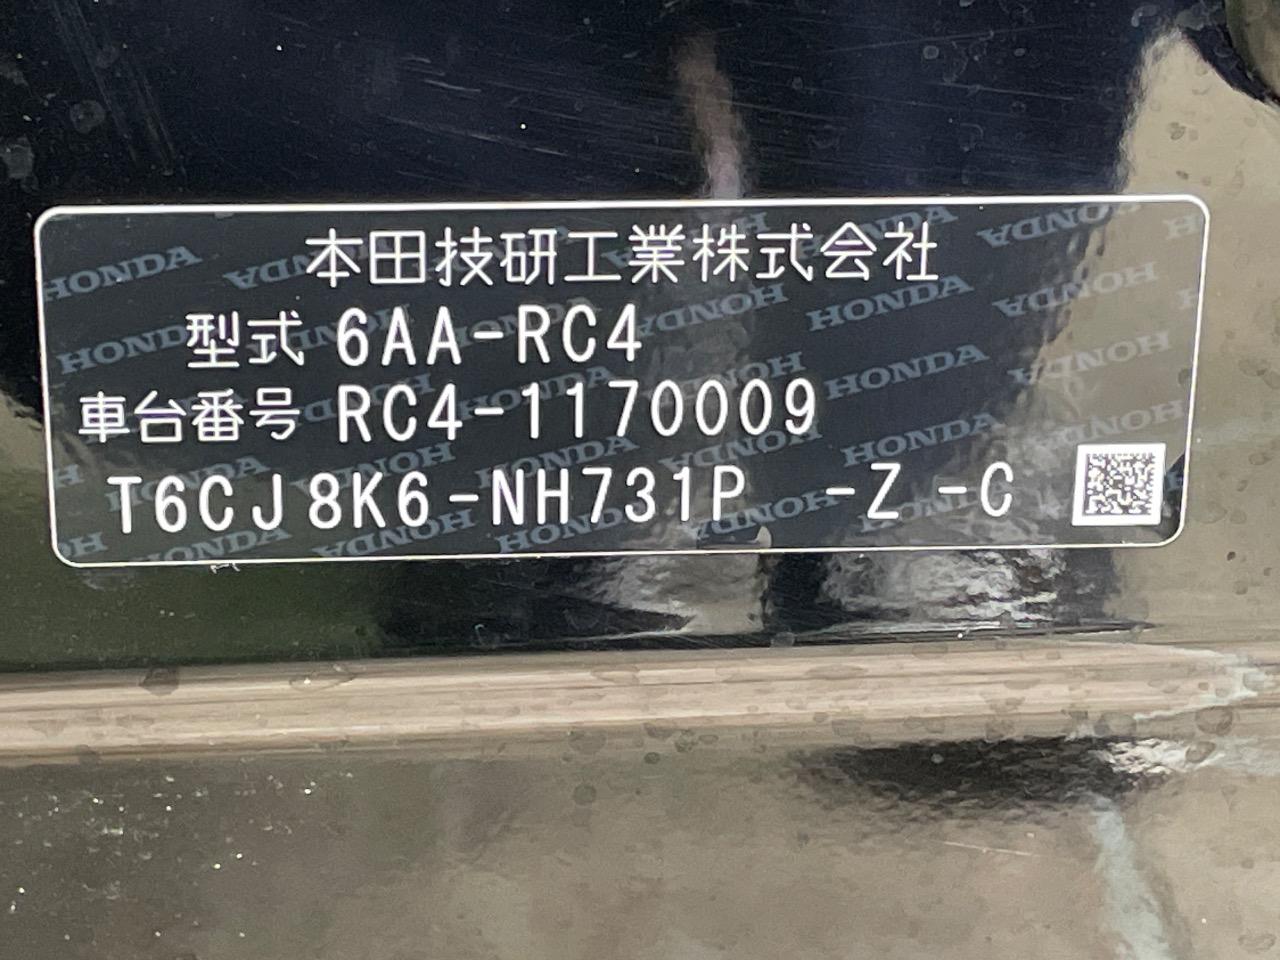 本田技研工業株式会社
型式 6AA-RC4
車台番号 RC4-1170009
T6CJ8K6-NH731P -Z -C